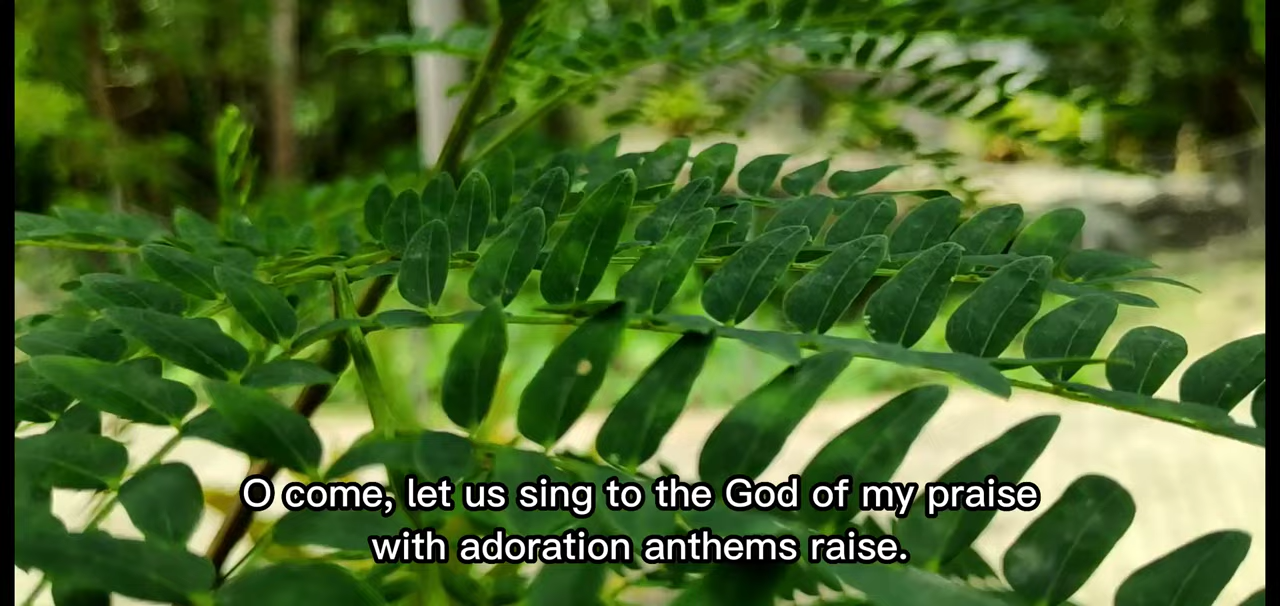 O come, let us sing to the God of my praise
with adoration anthems raise.